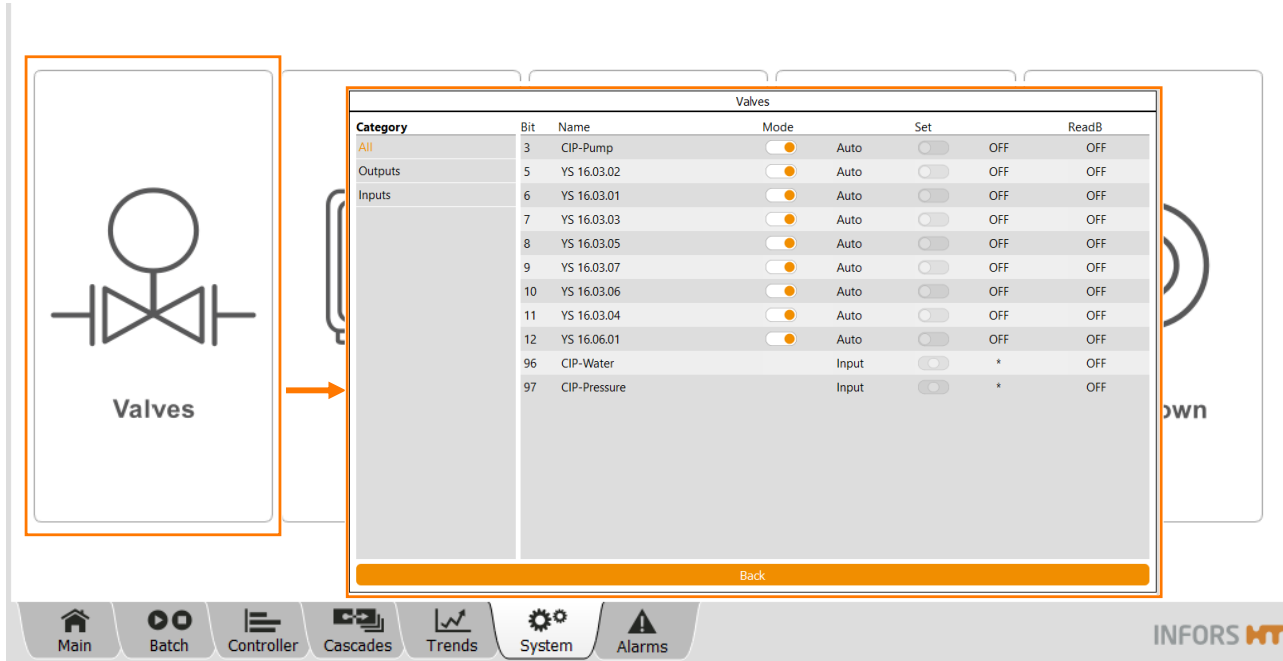 Valves
Valves
Category Bit Name Mode Set ReadB
All 3 CIP-Pump Auto OFF OFF
Outputs 5 YS 16.03.02 Auto OFF OFF
Inputs 6 YS 16.03.01 Auto OFF OFF
7 YS 16.03.03 Auto OFF OFF
8 YS 16.03.05 Auto OFF OFF
9 YS 16.03.07 Auto OFF OFF
10 YS 16.03.06 Auto OFF OFF
11 YS 16.03.04 Auto OFF OFF
12 YS 16.06.01 Auto OFF OFF
96 CIP-Water Input * OFF
97 CIP-Pressure Input * OFF
Back
Main Batch Controller Cascades Trends System Alarms
INFORS HT